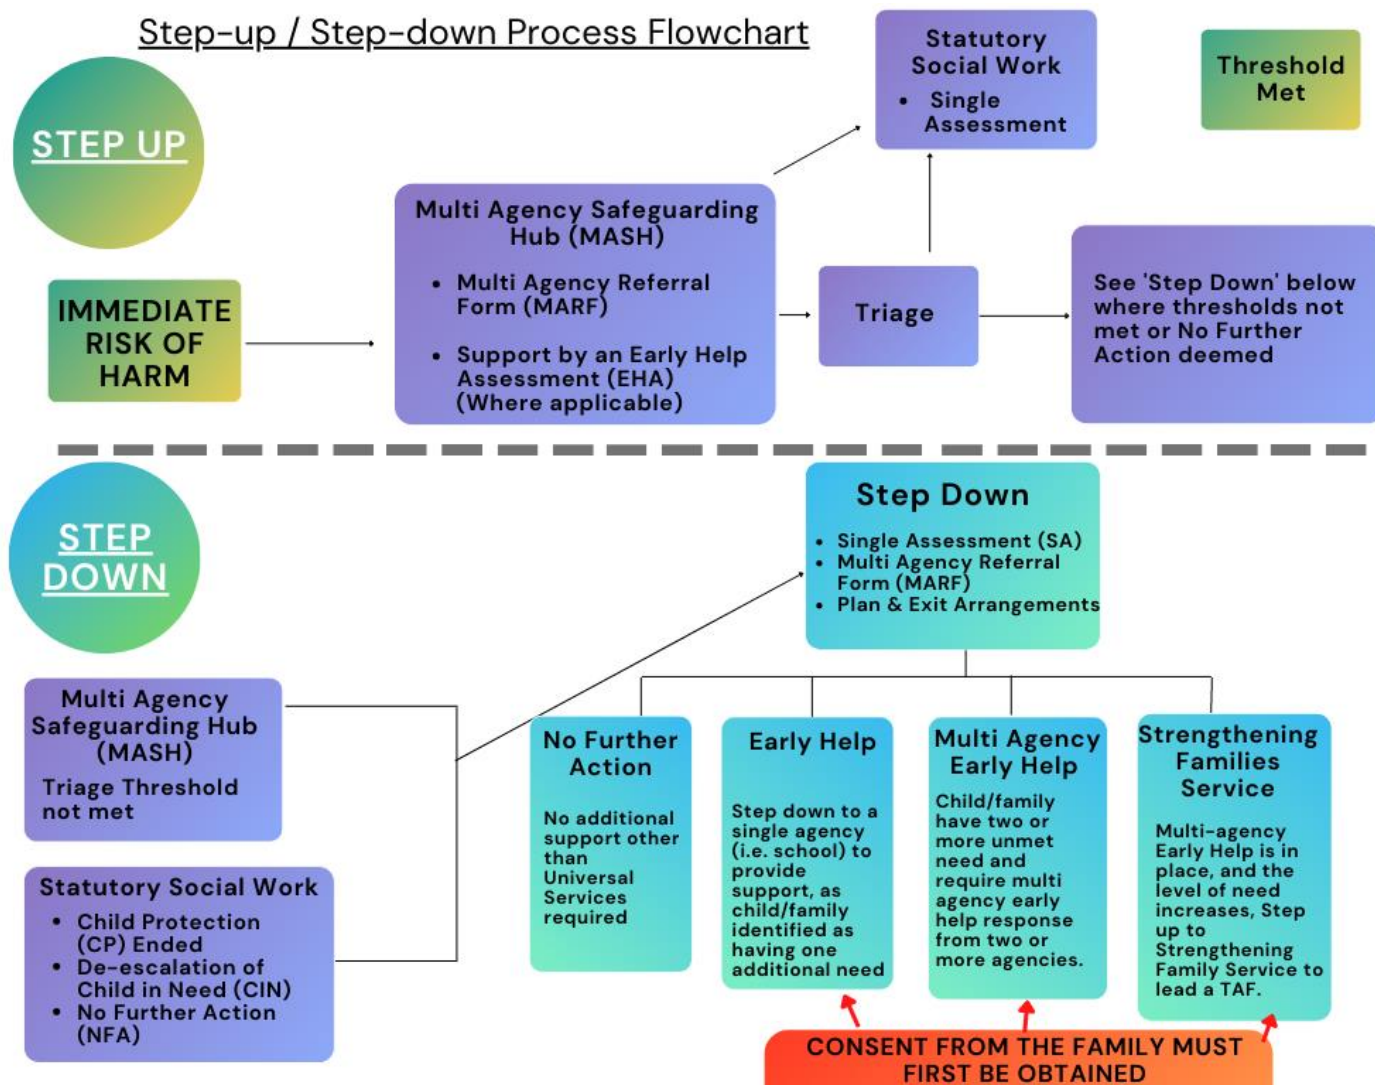 Step-up / Step-down Process Flowchart
STEP UP
Statutory
Social Work
• Single
Assessment
Threshold
Met
IMMEDIATE
RISK OF
HARM
Multi Agency Safeguarding
Hub (MASH)
• Multi Agency Referral
Form (MARF)
• Support by an Early Help
Assessment (EHA)
(Where applicable)
Triage
See 'Step Down' below
where thresholds not
met or No Further
Action deemed
STEP
DOWN
Step Down
• Single Assessment (SA)
• Multi Agency Referral
Form (MARF)
• Plan & Exit Arrangements
Multi Agency
Safeguarding Hub
(MASH)
Triage Threshold
not met
Statutory Social Work
• Child Protection
(CP) Ended
• De-escalation of
Child in Need (CIN)
• No Further Action
(NFA)
No Further
Action
No additional
support other
than
Universal
Services
required
Early Help
Step down to a
single agency
(i.e. school) to
provide
support, as
child/family
identified as
having one
additional need
Multi Agency
Early Help
Child/family
have two or
more unmet
need and
require multi
agency early
help response
from two or
more agencies.
Strengthening
Families
Service
Multi-agency
Early Help is in
place, and the
level of need
increases, Step
up to
Strengthening
Family Service to
lead a TAF.
CONSENT FROM THE FAMILY MUST
FIRST BE OBTAINED